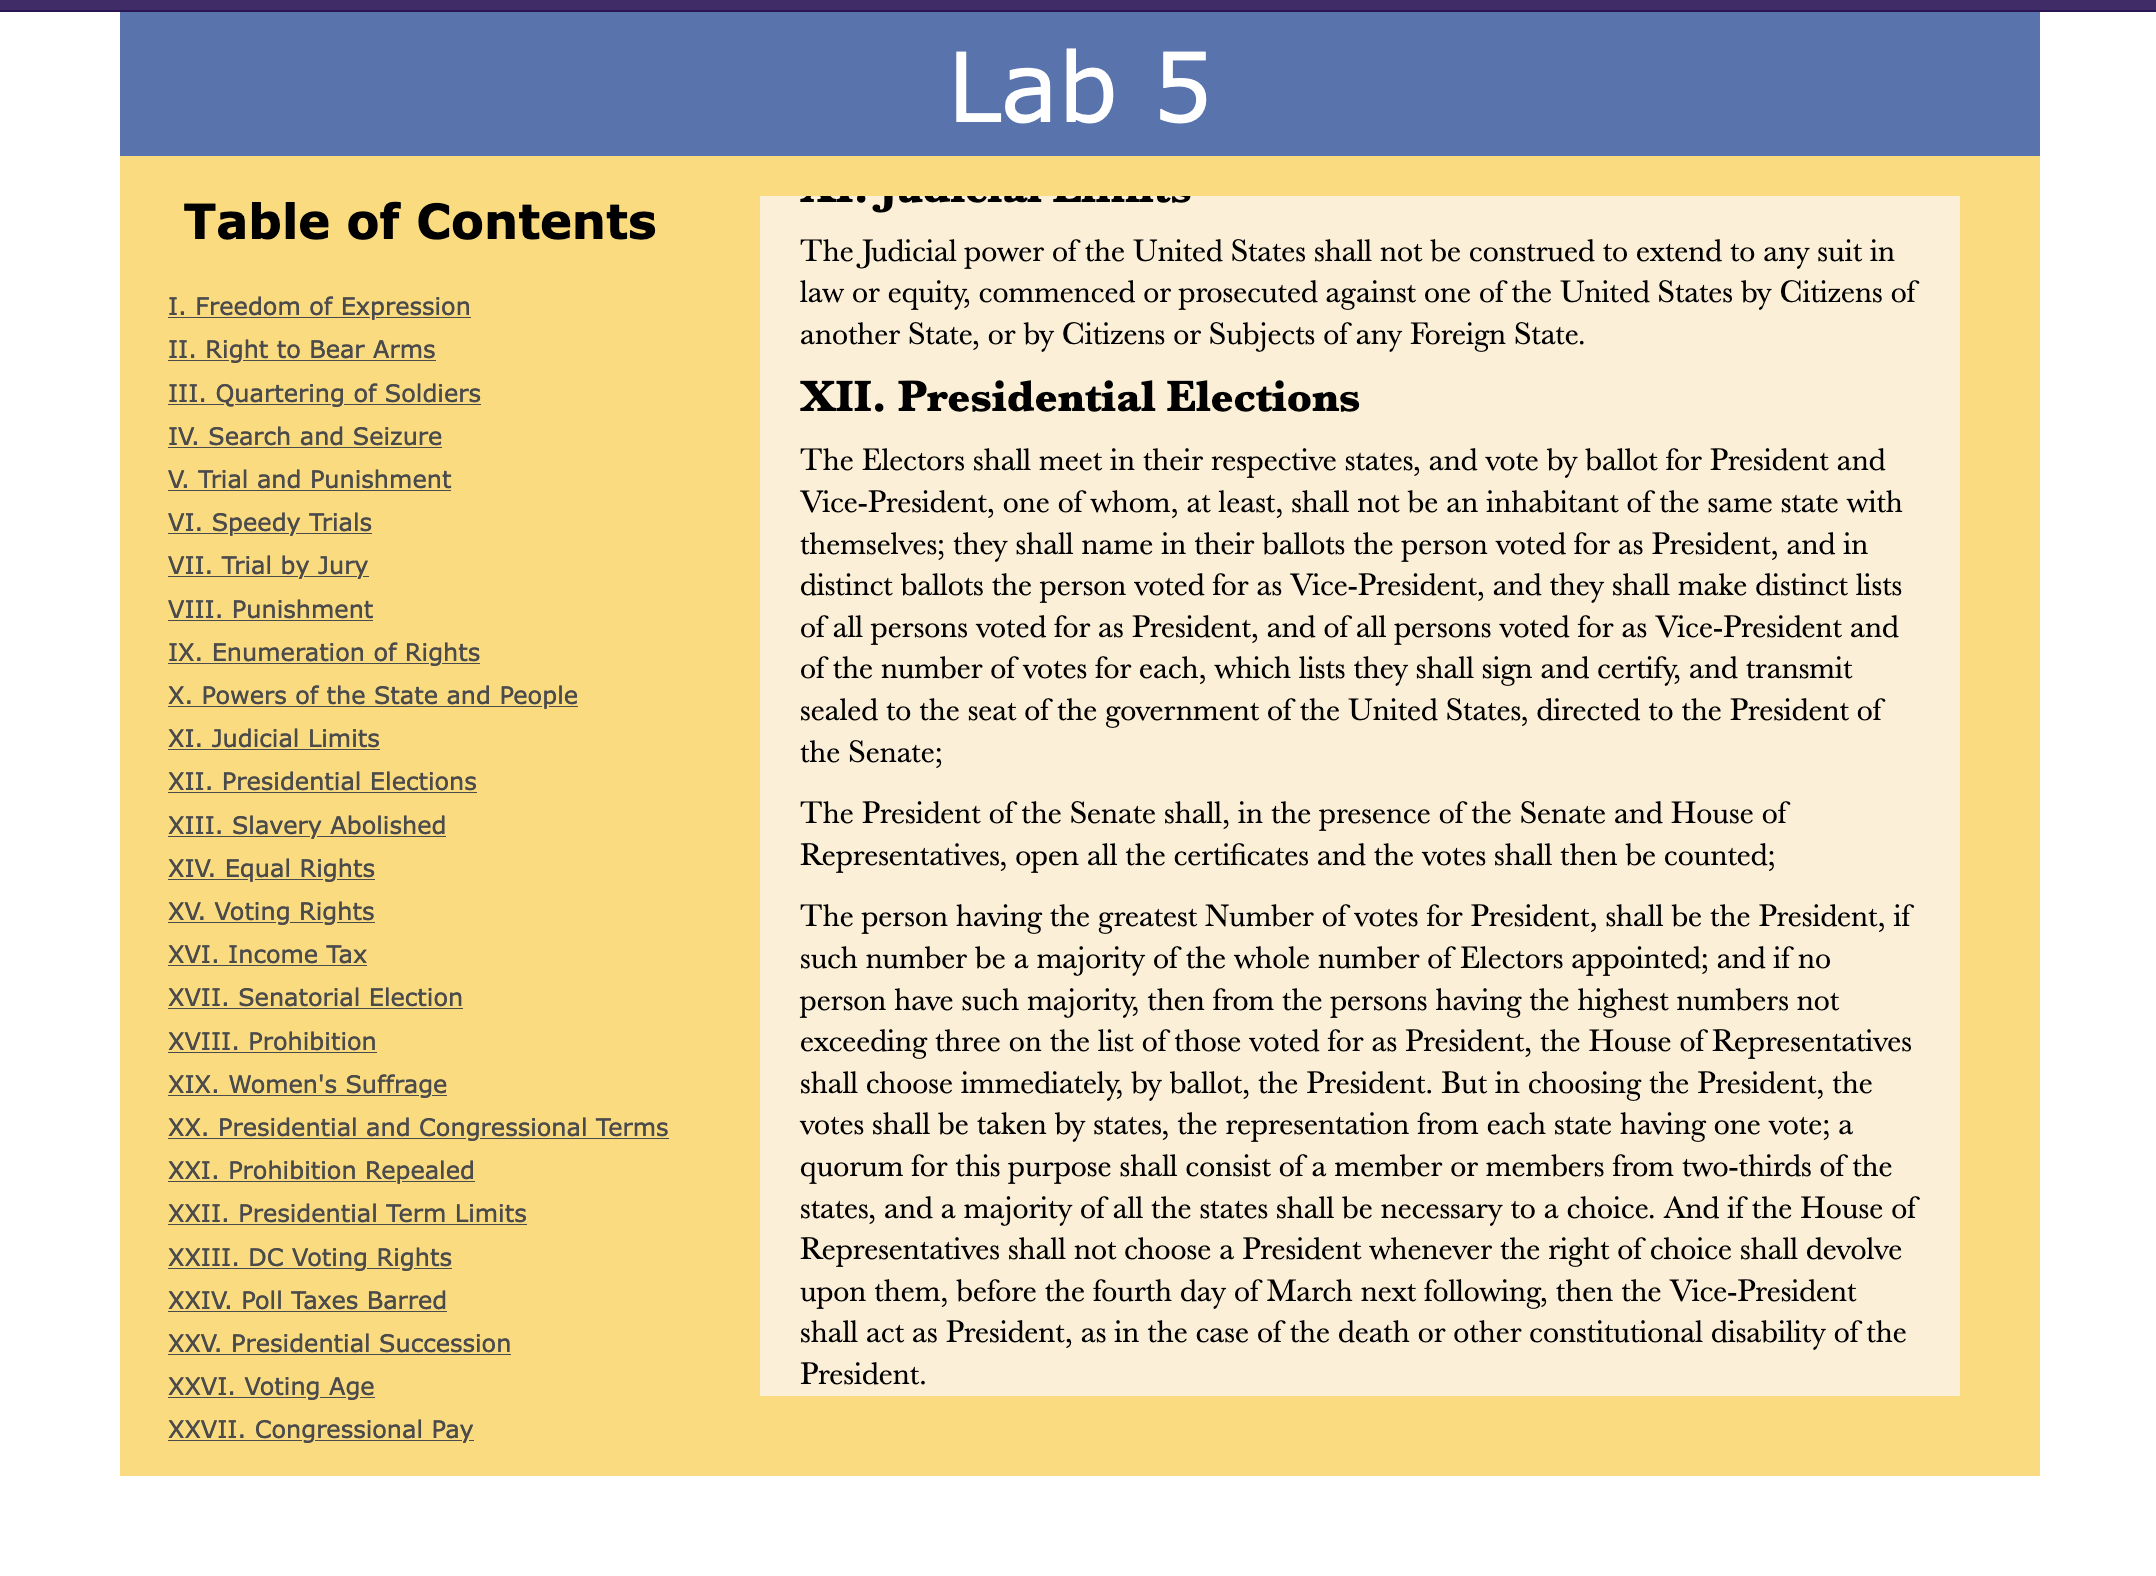 Lab 5
Table of Contents
I. Freedom of Expression
II. Right to Bear Arms
III. Quartering of Soldiers
IV. Search and Seizure
V. Trial and Punishment
VI. Speedy Trials
VII. Trial by Jury
VIII. Punishment
IX. Enumeration of Rights
X. Powers of the State and People
XI. Judicial Limits
XII. Presidential Elections
XIII. Slavery Abolished
XIV. Equal Rights
XV. Voting Rights
XVI. Income Tax
XVII. Senatorial Election
XVIII. Prohibition
XIX. Women's Suffrage
XX. Presidential and Congressional Terms
XXI. Prohibition Repealed
XXII. Presidential Term Limits
XXIII. DC Voting Rights
XXIV. Poll Taxes Barred
XXV. Presidential Succession
XXVI. Voting Age
XXVII. Congressional Pay
XI. Judicial Limits
The Judicial power of the United States shall not be construed to extend to any suit in
law or equity, commenced or prosecuted against one of the United States by Citizens of
another State, or by Citizens or Subjects of any Foreign State.
XII. Presidential Elections
The Electors shall meet in their respective states, and vote by ballot for President and
Vice-President, one of whom, at least, shall not be an inhabitant of the same state with
themselves; they shall name in their ballots the person voted for as President, and in
distinct ballots the person voted for as Vice-President, and they shall make distinct lists
of all persons voted for as President, and of all persons voted for as Vice-President and
of the number of votes for each, which lists they shall sign and certify, and transmit
sealed to the seat of the government of the United States, directed to the President of
the Senate;
The President of the Senate shall, in the presence of the Senate and House of
Representatives, open all the certificates and the votes shall then be counted;
The person having the greatest Number of votes for President, shall be the President, if
such number be a majority of the whole number of Electors appointed; and if no
person have such majority, then from the persons having the highest numbers not
exceeding three on the list of those voted for as President, the House of Representatives
shall choose immediately, by ballot, the President. But in choosing the President, the
votes shall be taken by states, the representation from each state having one vote; a
quorum for this purpose shall consist of a member or members from two-thirds of the
states, and a majority of all the states shall be necessary to a choice. And if the House of
Representatives shall not choose a President whenever the right of choice shall devolve
upon them, before the fourth day of March next following, then the Vice-President
shall act as President, as in the case of the death or other constitutional disability of the
President.